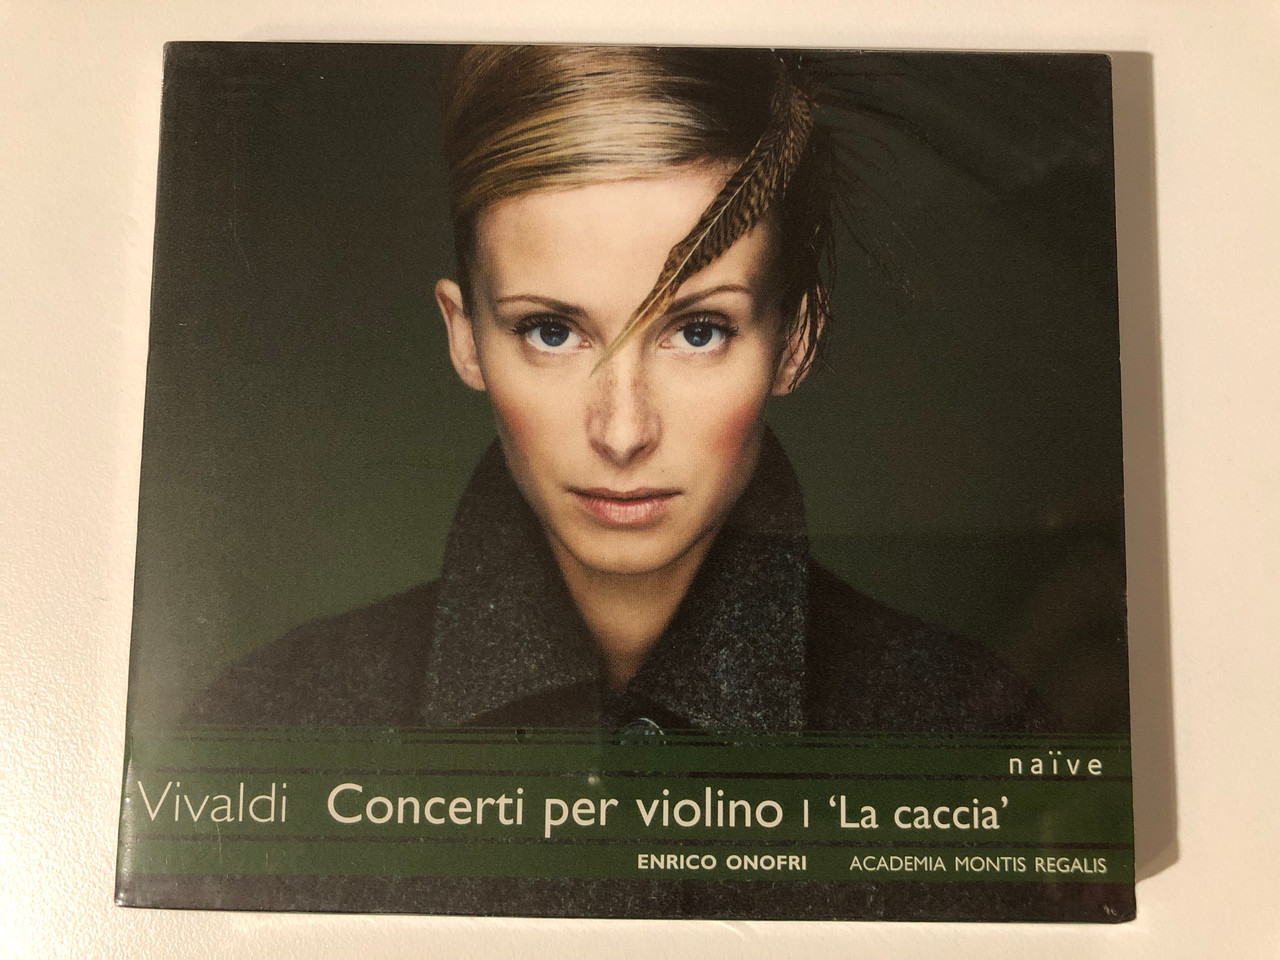 naïve
Vivaldi Concerti per violino I ‘La caccia’
ENRICO ONOFRI ACADEMIA MONTIS REGALIS